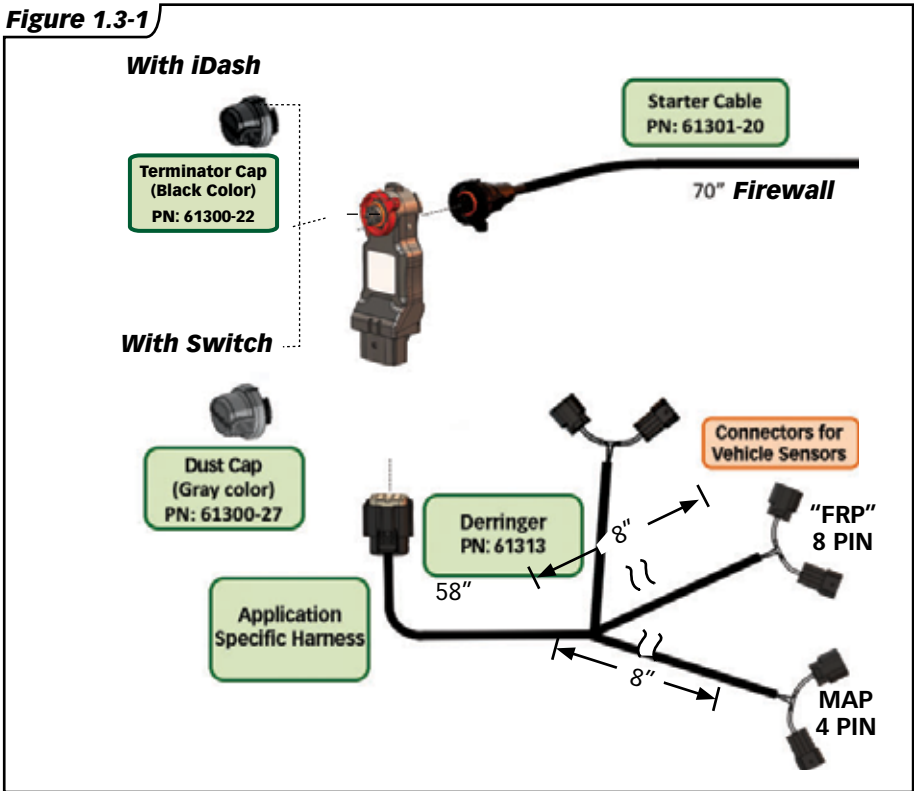 Figure 1.3-1
With iDash
Terminator Cap
(Black Color)
PN: 61300-22
Starter Cable
PN: 61301-20
70" Firewall
With Switch
Dust Cap
(Gray color)
PN: 61300-27
Connectors for
Vehicle Sensors
Derringer
PN: 61313
8"
"FRP"
8 PIN
58"
Application
Specific Harness
8"
MAP
4 PIN